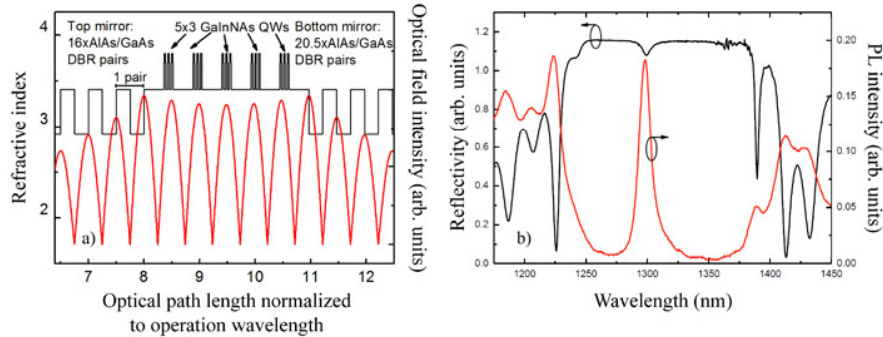 Top mirror:
16xAlAs/GaAs
DBR pairs
5x3 GaInNAs QWs
Bottom mirror:
20.5xAlAs/GaAs
DBR pairs
1 pair
4
3
2
Refractive index
Optical field intensity (arb. units)
a)
7 8 9 10 11 12
Optical path length normalized
to operation wavelength
1.2
1.0
0.8
0.6
0.4
0.2
0.0
Reflectivity (arb. units)
0.20
0.15
0.10
0.05
0.00
PL intensity (arb. units)
b)
1200 1250 1300 1350 1400 1450
Wavelength (nm)